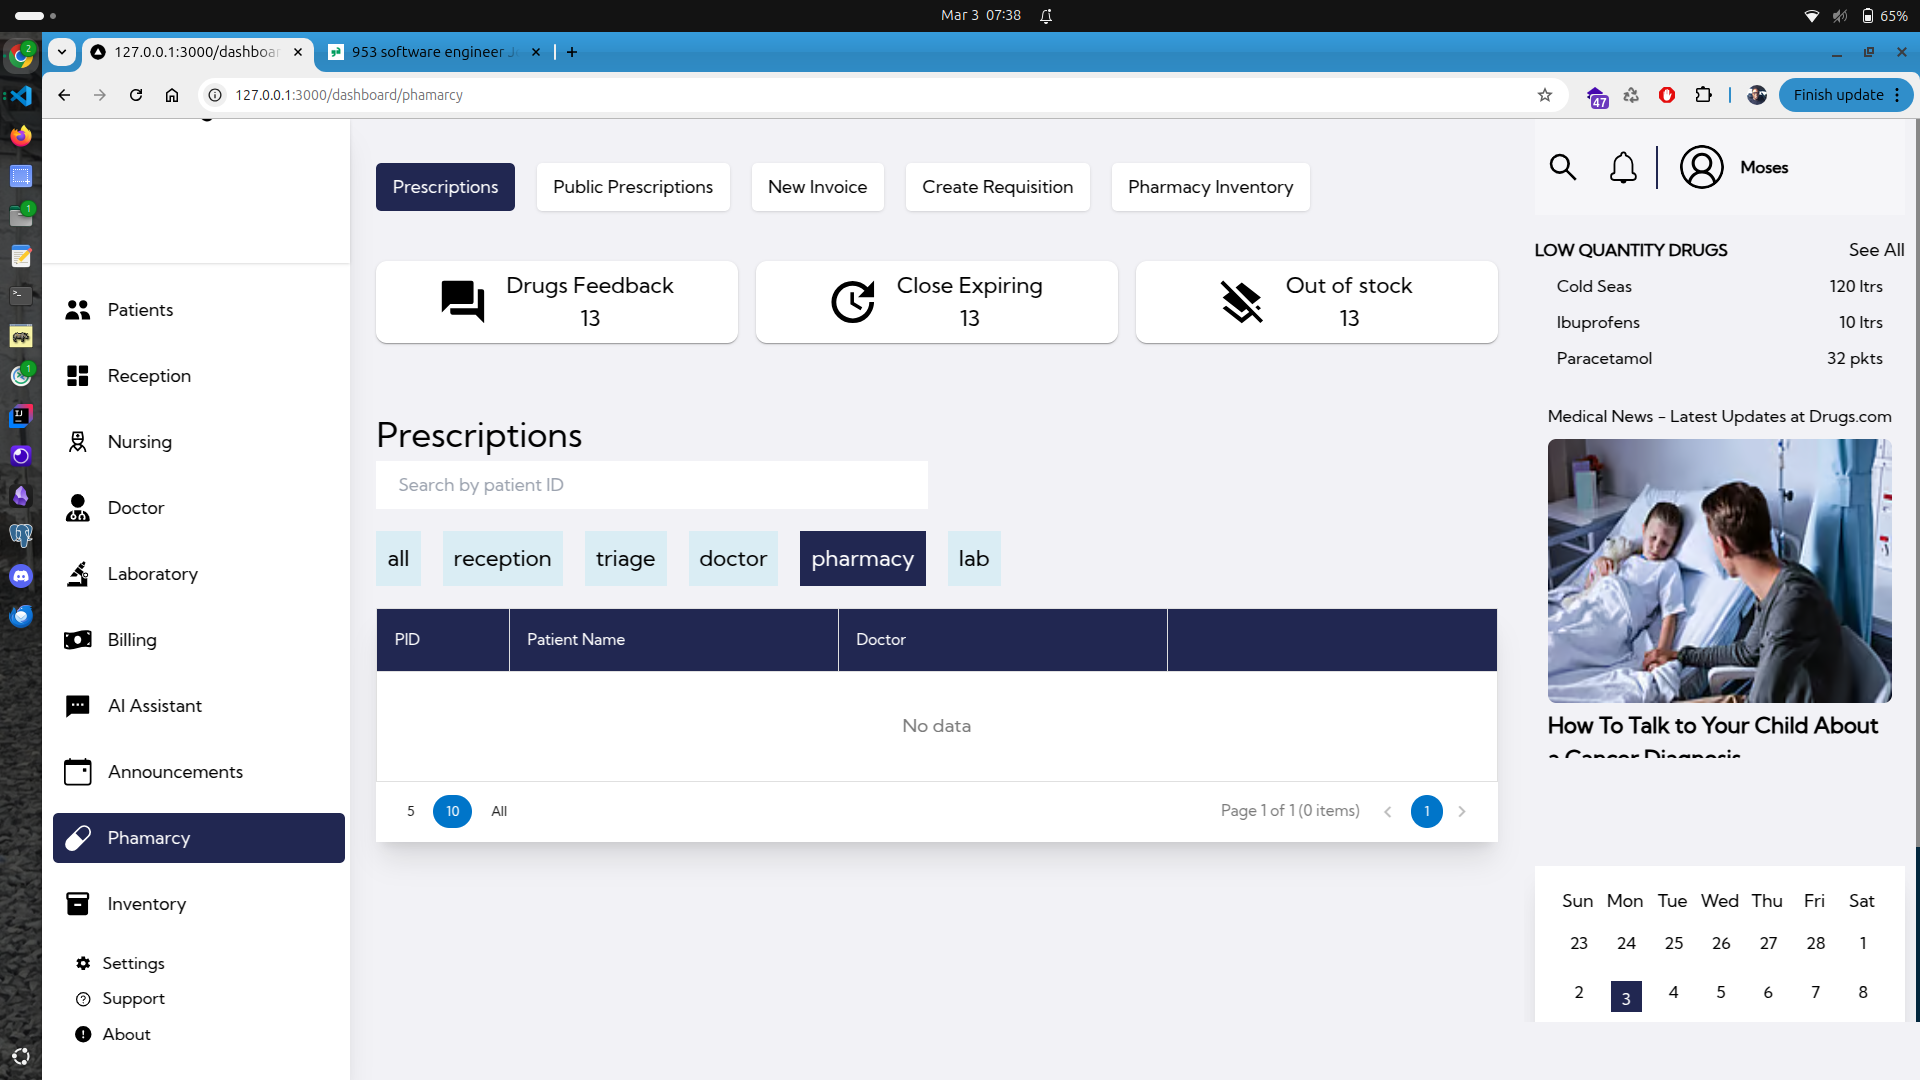 Mar 3 07:38
65%
127.0.0.1:3000/dashboa
953 software engineer
127.0.0.1:3000/dashboard/phamarcy
47
Finish update
2
1
1
Patients
Reception
Nursing
Doctor
Laboratory
Billing
AI Assistant
Announcements
Phamarcy
Inventory
Settings
Support
About
Prescriptions
Public Prescriptions
New Invoice
Create Requisition
Pharmacy Inventory
Drugs Feedback
13
Close Expiring
13
Out of stock
13
Prescriptions
Search by patient ID
all
reception
triage
doctor
pharmacy
lab
PID
Patient Name
Doctor
No data
5
10
All
Page 1 of 1 (0 items)
1
Moses
LOW QUANTITY DRUGS
See All
Cold Seas
120 ltrs
Ibuprofens
10 ltrs
Paracetamol
32 pkts
Medical News - Latest Updates at Drugs.com
How To Talk to Your Child About
a Cancer Diagnosis
Sun Mon Tue Wed Thu Fri Sat
23 24 25 26 27 28 1
2 3 4 5 6 7 8